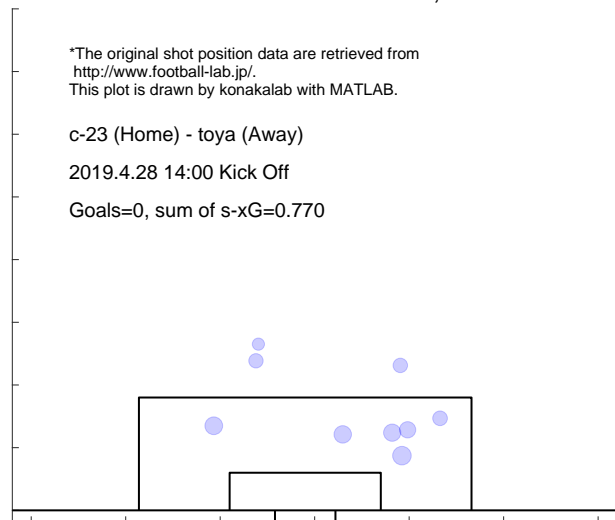 *The original shot position data are retrieved from
http://www.football-lab.jp/.
This plot is drawn by konakalab with MATLAB.
c-23 (Home) - toya (Away)
2019.4.28 14:00 Kick Off
Goals=0, sum of s-xG=0.770